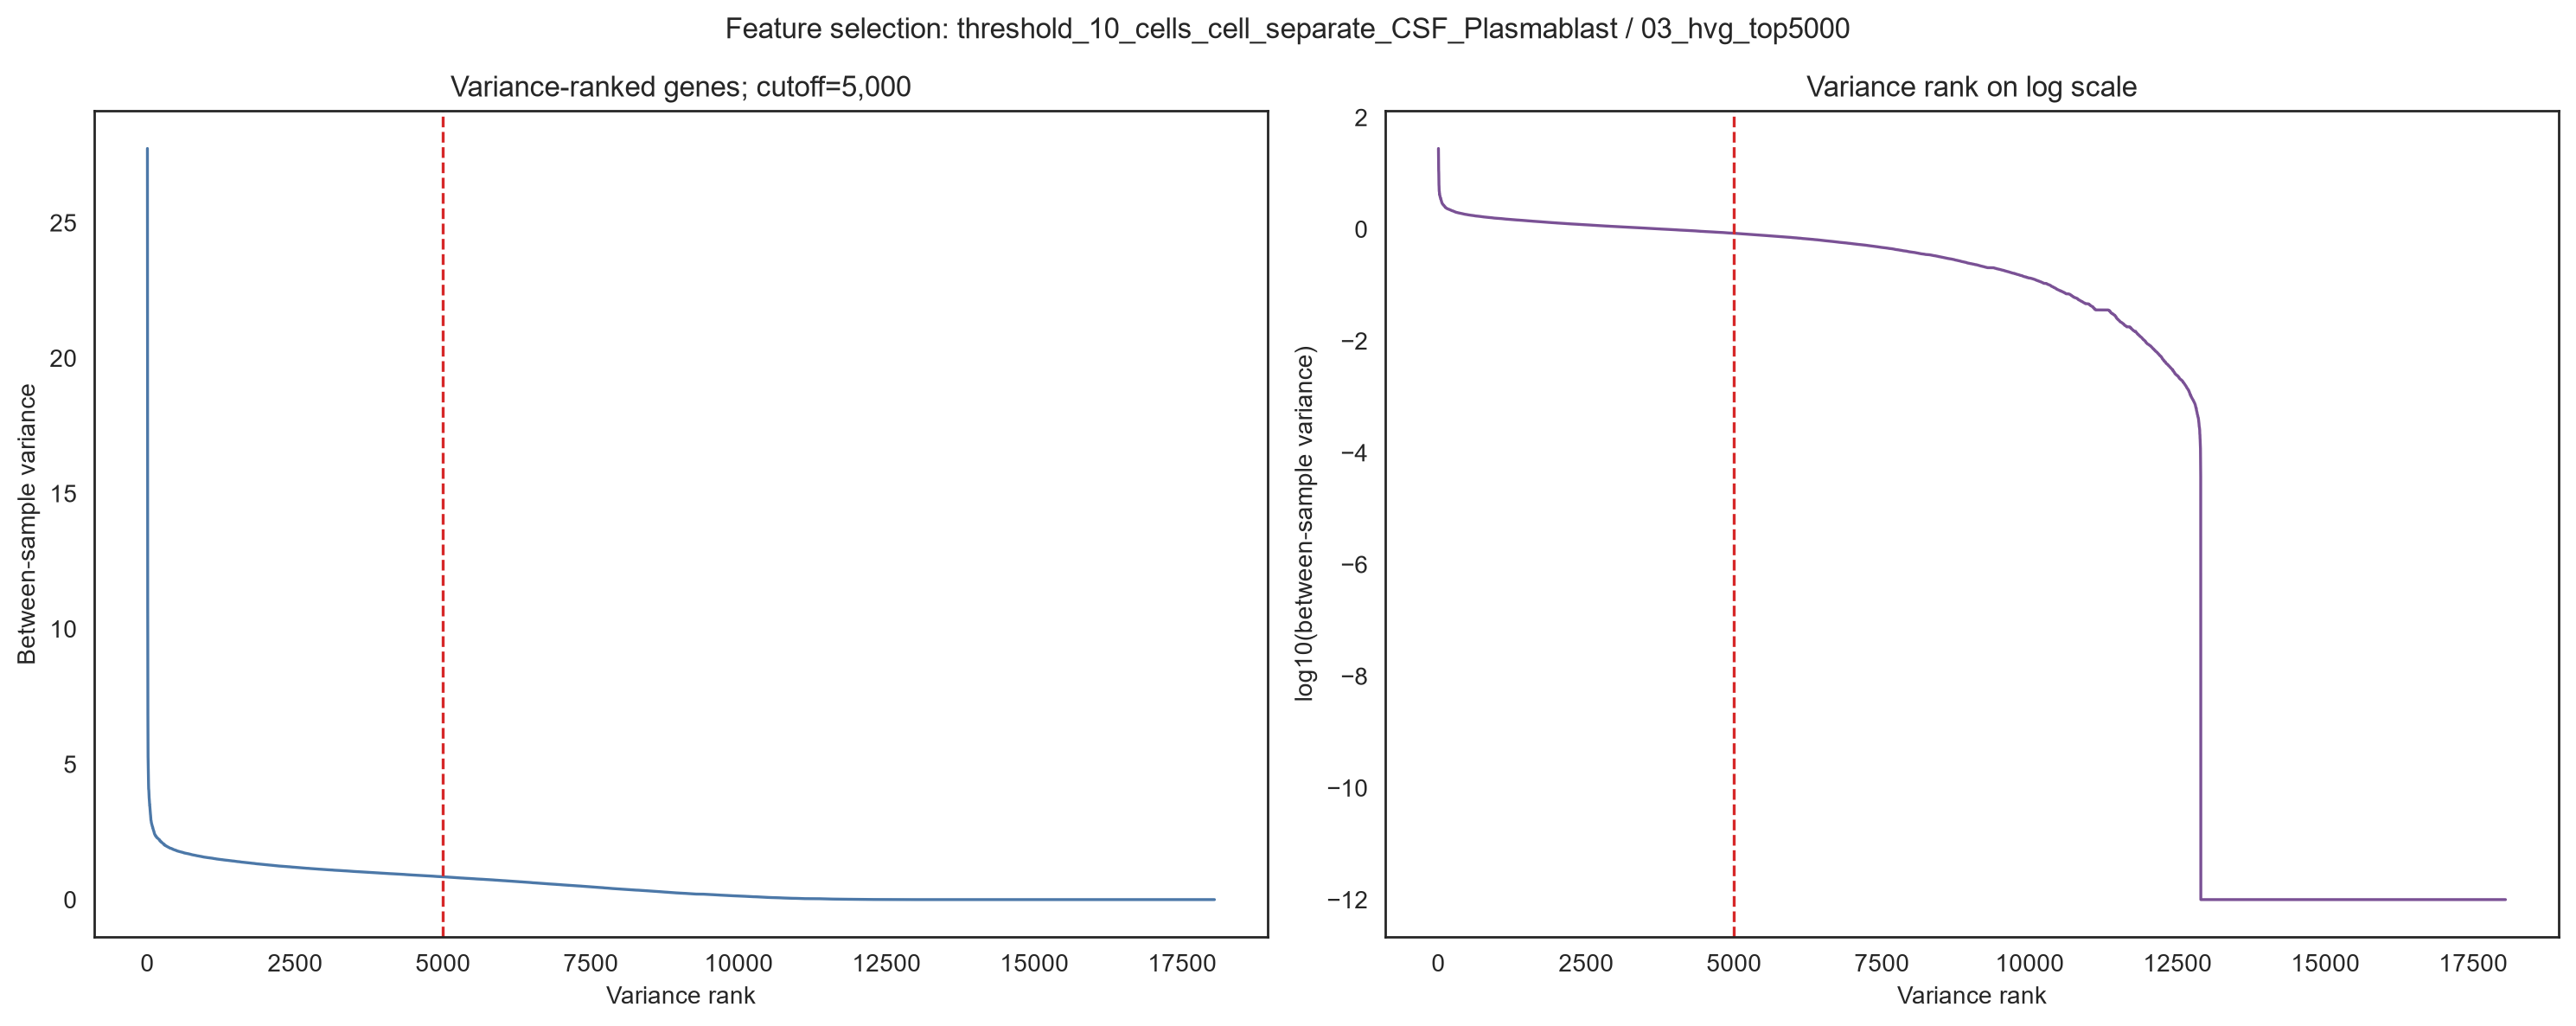 Feature selection: threshold_10_cells_cell_separate_CSF_Plasmablast / 03_hvg_top5000
Variance-ranked genes; cutoff=5,000
Between-sample variance
25
20
15
10
5
0
0 2500 5000 7500 10000 12500 15000 17500
Variance rank
Variance rank on log scale
log10(between-sample variance)
2
0
−2
−4
−6
−8
−10
−12
0 2500 5000 7500 10000 12500 15000 17500
Variance rank